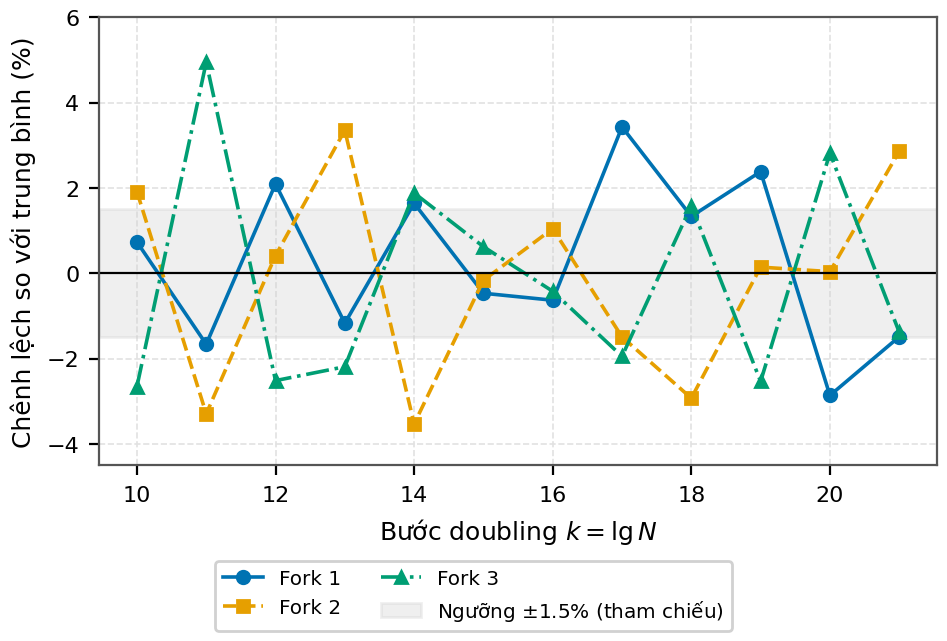 Chênh lệch so với trung bình (%)
6
4
2
0
−2
−4
10
12
14
16
18
20
Bước doubling k = lg N
Fork 1
Fork 2
Fork 3
Ngưỡng ±1.5% (tham chiếu)